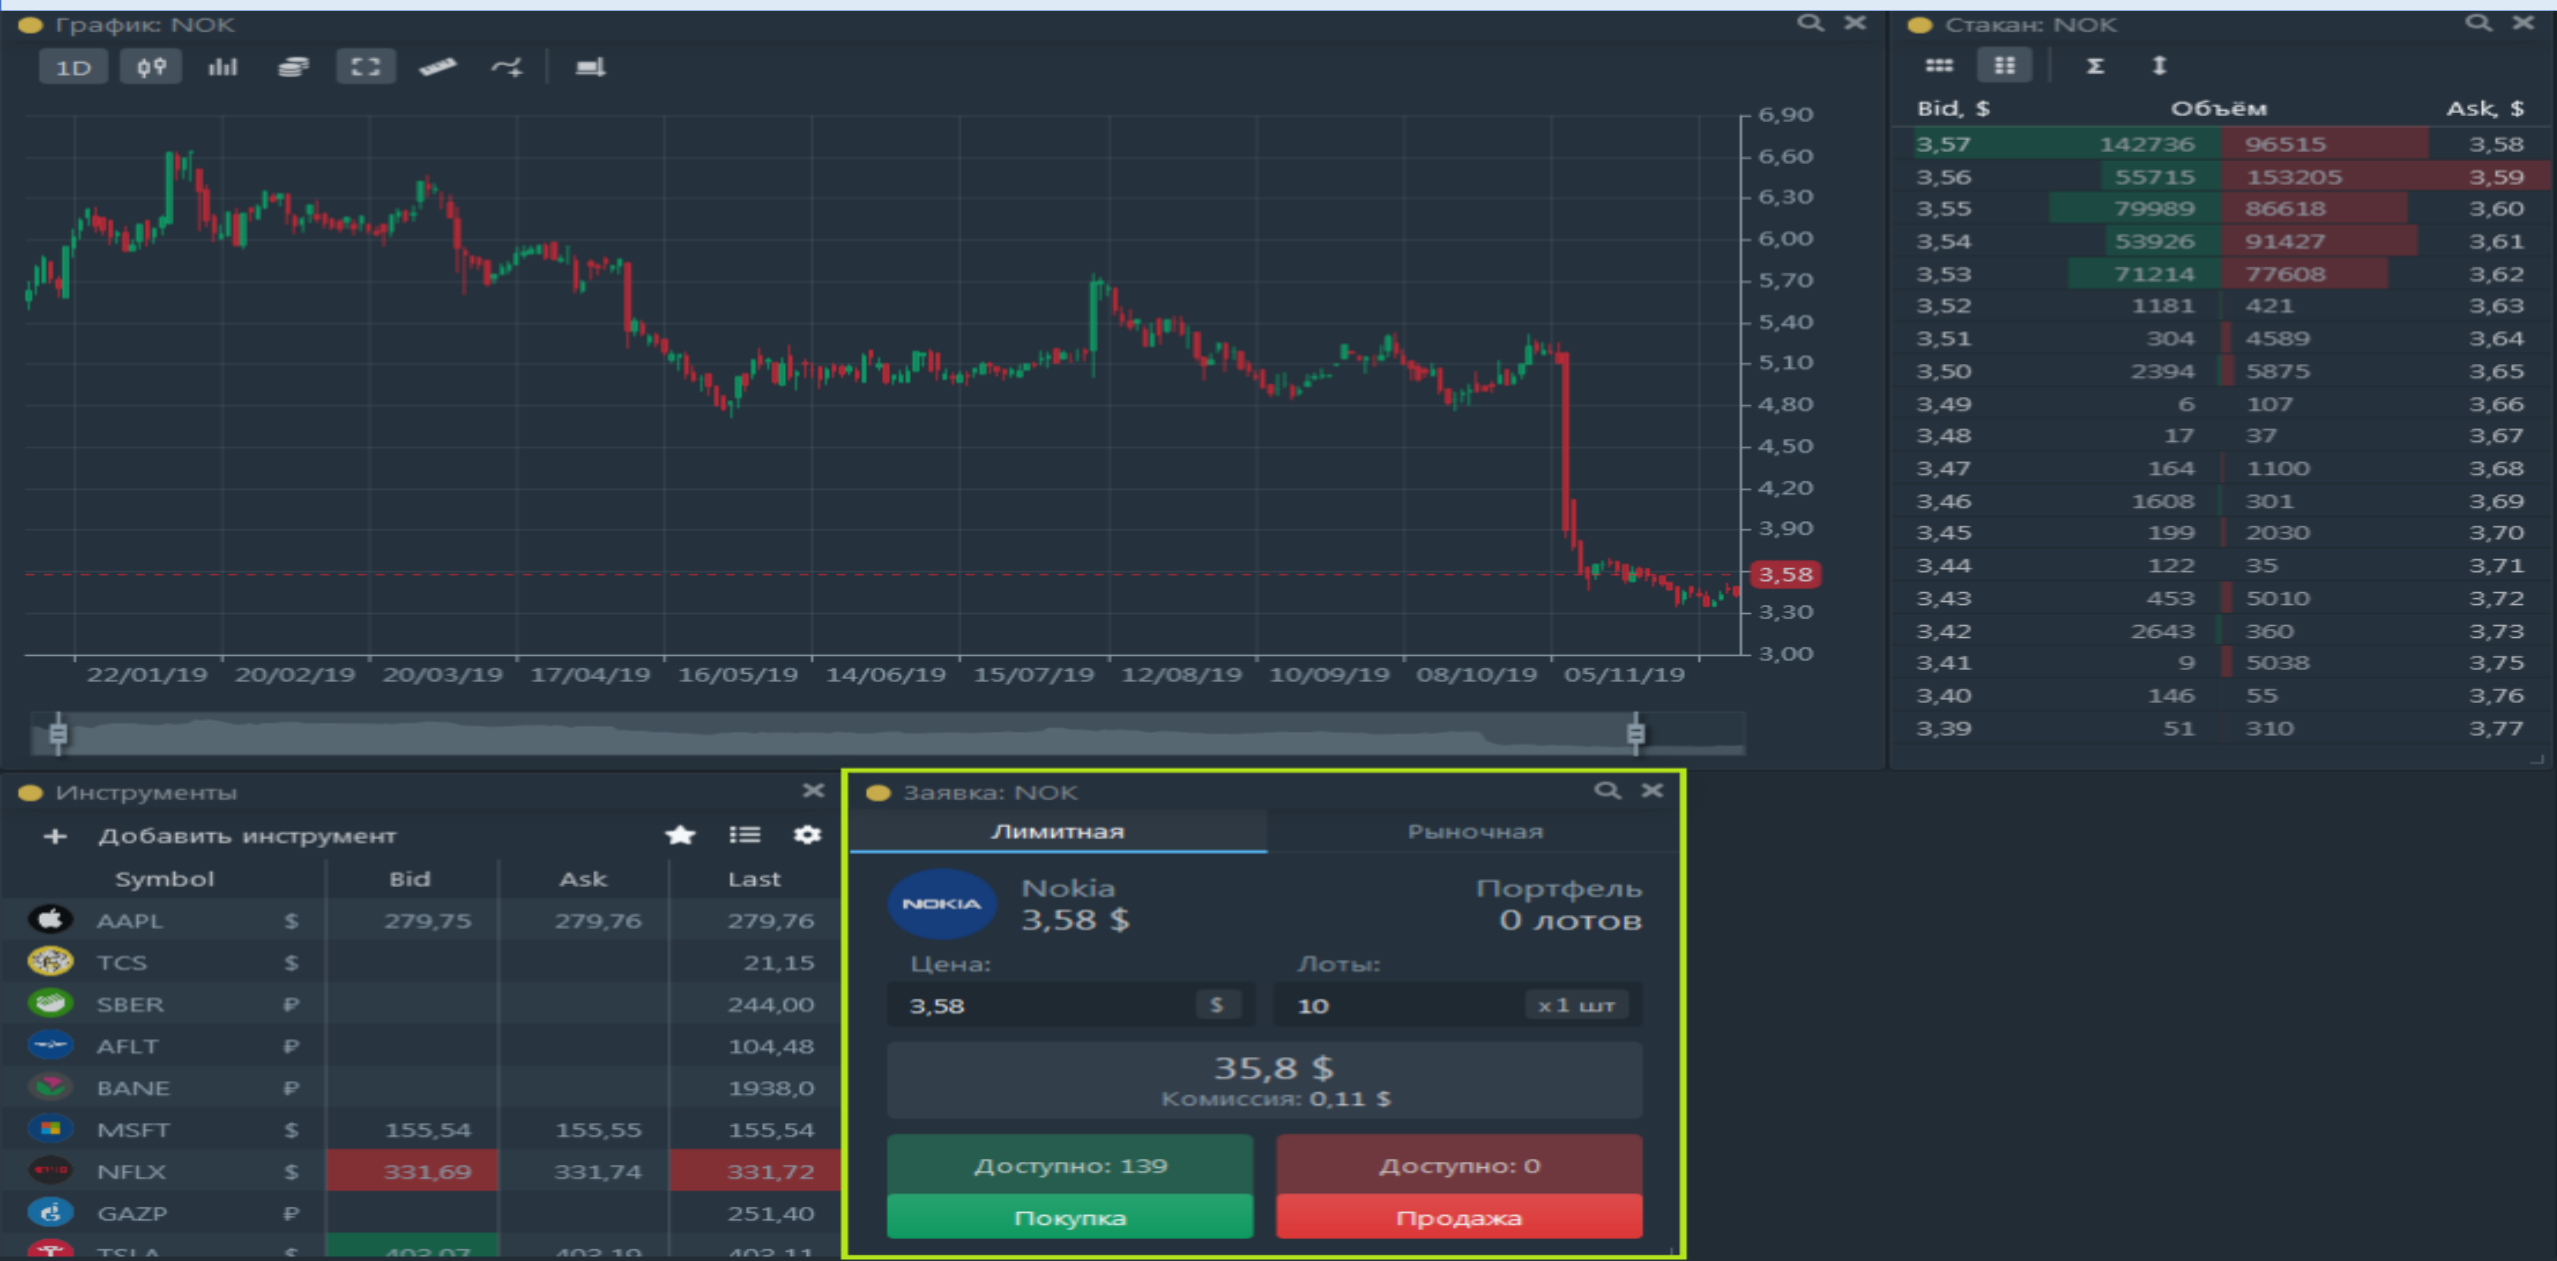 График: NOK
1D
6,90
6,60
6,30
6,00
5,70
5,40
5,10
4,80
4,50
4,20
3,90
3,58
3,30
3,00
22/01/19 20/02/19 20/03/19 17/04/19 16/05/19 14/06/19 15/07/19 12/08/19 10/09/19 08/10/19 05/11/19
Стакан: NOK
Σ
Bid, $ Объём Ask, $
3,57 142736 96515 3,58
3,56 55715 153205 3,59
3,55 79989 86618 3,60
3,54 53926 91427 3,61
3,53 71214 77608 3,62
3,52 1181 421 3,63
3,51 304 4589 3,64
3,50 2394 5875 3,65
3,49 6 107 3,66
3,48 17 37 3,67
3,47 164 1100 3,68
3,46 1608 301 3,69
3,45 199 2030 3,70
3,44 122 35 3,71
3,43 453 5010 3,72
3,42 2643 360 3,73
3,41 9 5038 3,75
3,40 146 55 3,76
3,39 51 310 3,77
Инструменты
+ Добавить инструмент
Symbol Bid Ask Last
AAPL $ 279,75 279,76 279,76
TCS $ 21,15
SBER ₽ 244,00
AFLT ₽ 104,48
BANE ₽ 1938,0
MSFT $ 155,54 155,55 155,54
NFLX $ 331,69 331,74 331,72
GAZP ₽ 251,40
TSLA $ 403,07 403,19 403,11
Заявка: NOK
Лимитная Рыночная
NOKIA
Nokia Портфель
3,58 $ 0 лотов
Цена: Лоты:
3,58 $ 10 x1 шт
35,8 $
Комиссия: 0,11 $
Доступно: 139 Доступно: 0
Покупка Продажа